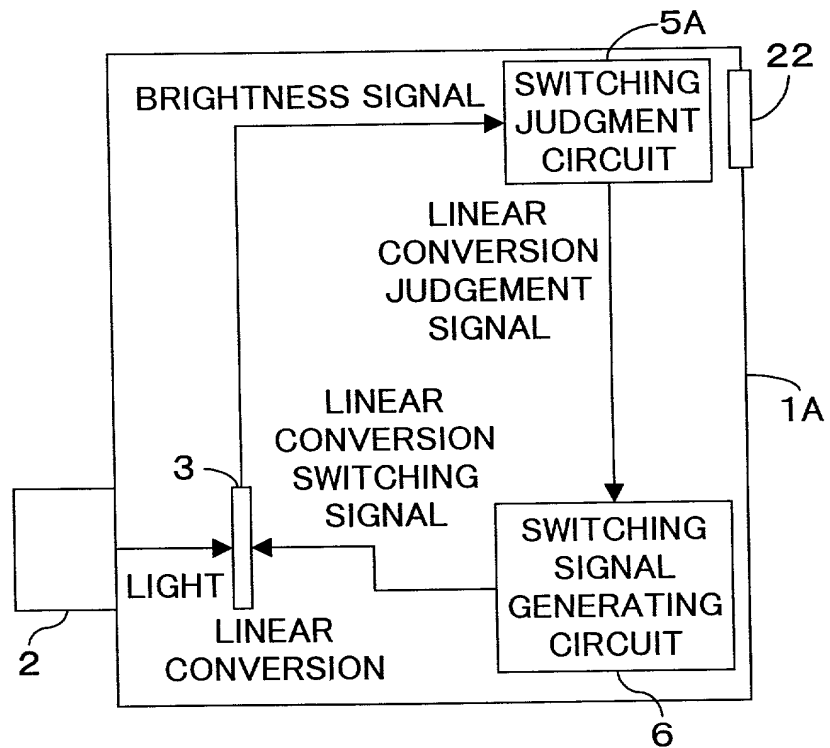 5A
22
BRIGHTNESS SIGNAL
SWITCHING
JUDGMENT
CIRCUIT
LINEAR
CONVERSION
JUDGEMENT
SIGNAL
1A
LINEAR
CONVERSION
SWITCHING
SIGNAL
3
SWITCHING
SIGNAL
GENERATING
CIRCUIT
LIGHT
LINEAR
CONVERSION
2
6